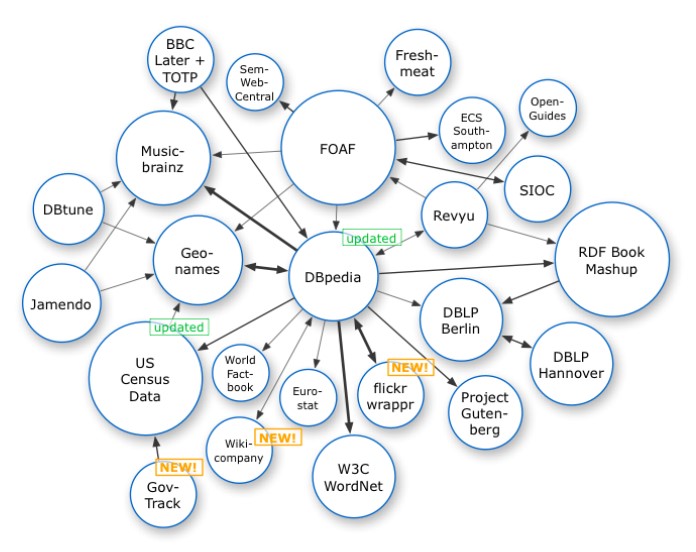 BBC
Later +
TOTP
Fresh-
meat
Sem-
Web-
Central
Open-
Guides
ECS
South-
ampton
FOAF
Music-
brainz
SIOC
DBtune
Revyu
updated
Geo-
names
RDF Book
Mashup
DBpedia
Jamendo
DBLP
Berlin
updated
US
Census
Data
World
Fact-
book
Euro-
stat
NEW!
flickr
wrappr
DBLP
Hannover
Project
Guten-
berg
NEW!
Wiki-
company
W3C
WordNet
NEW!
Gov-
Track